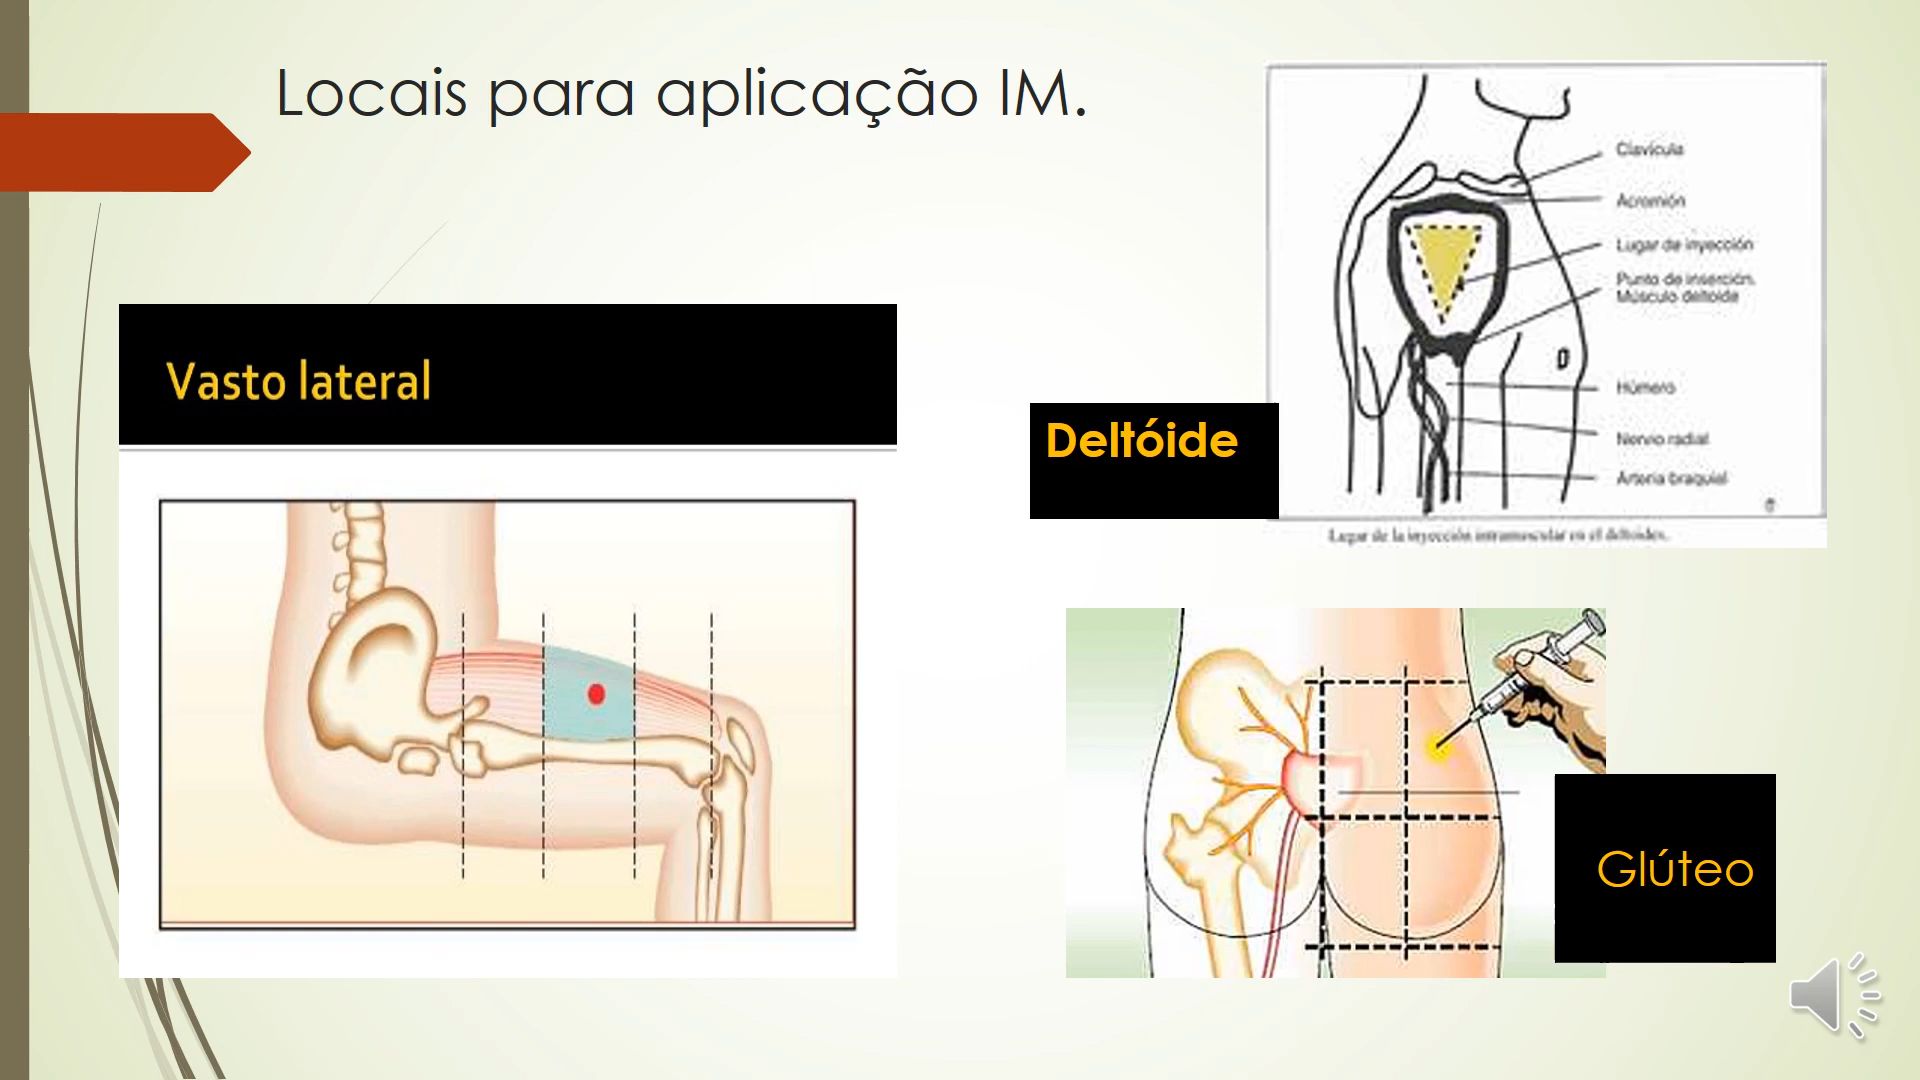 Locais para aplicação IM.
Vasto lateral
Deltóide
Clavícula
Acromión
Lugar de inyección
Punto de inserción.
Músculo deltoide
Húmero
Nervio radial
Arteria braquial
Lugar de la inyección intramuscular en el deltoides.
Glúteo